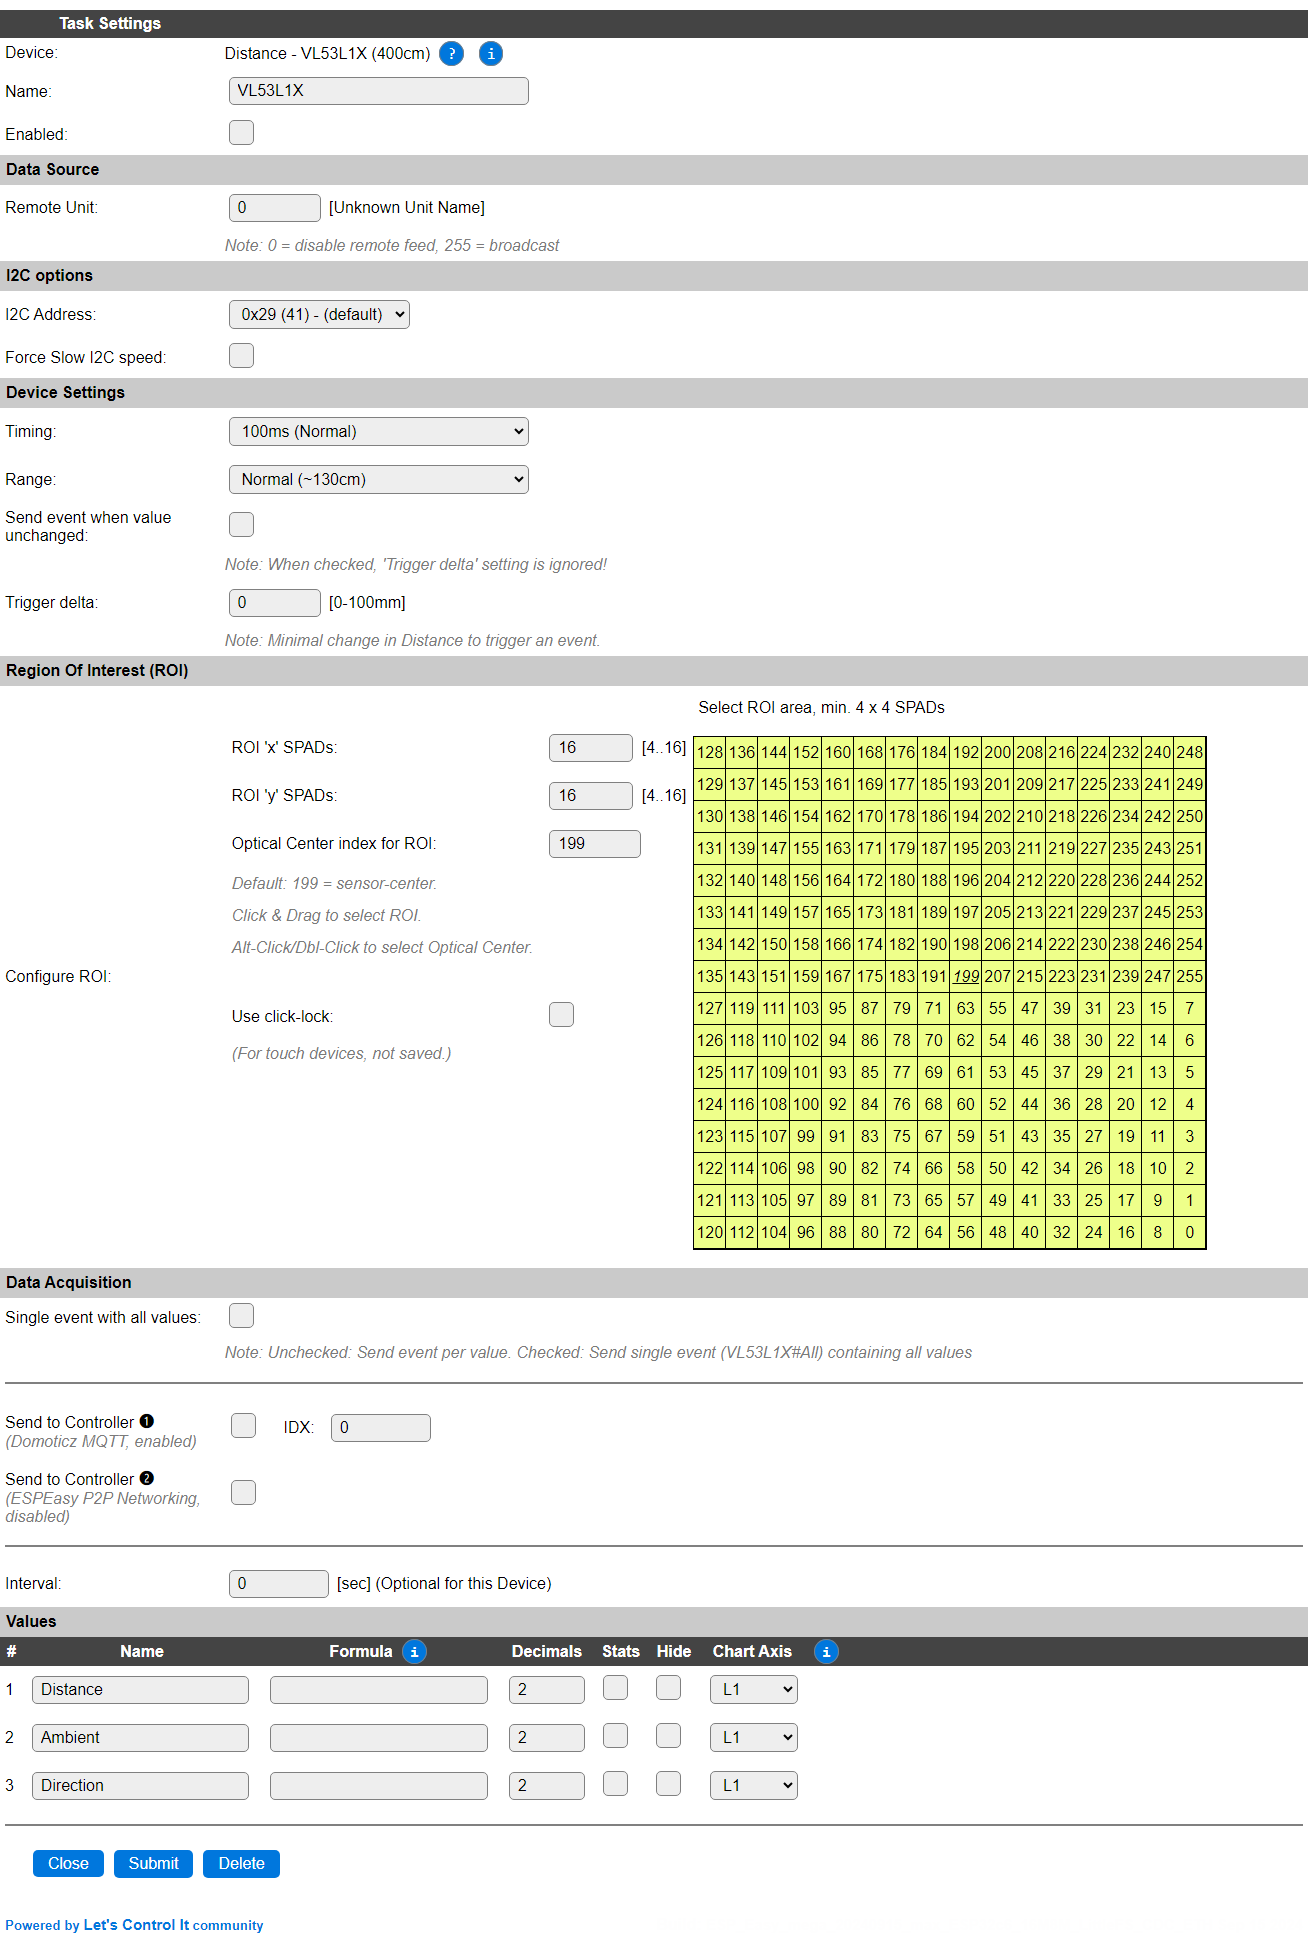 Task Settings
Device: Distance - VL53L1X (400cm) ? i
Name: VL53L1X
Enabled:
Data Source
Remote Unit: 0 [Unknown Unit Name]
Note: 0 = disable remote feed, 255 = broadcast
I2C options
I2C Address: 0x29 (41) - (default)
Force Slow I2C speed:
Device Settings
Timing: 100ms (Normal)
Range: Normal (~130cm)
Send event when value
unchanged:
Note: When checked, 'Trigger delta' setting is ignored!
Trigger delta: 0 [0-100mm]
Note: Minimal change in Distance to trigger an event.
Region Of Interest (ROI)
Configure ROI:
ROI 'x' SPADs: 16 [4..16]
ROI 'y' SPADs: 16 [4..16]
Optical Center index for ROI: 199
Default: 199 = sensor-center.
Click & Drag to select ROI.
Alt-Click/Dbl-Click to select Optical Center.
Use click-lock:
(For touch devices, not saved.)
Select ROI area, min. 4 x 4 SPADs
128 136 144 152 160 168 176 184 192 200 208 216 224 232 240 248
129 137 145 153 161 169 177 185 193 201 209 217 225 233 241 249
130 138 146 154 162 170 178 186 194 202 210 218 226 234 242 250
131 139 147 155 163 171 179 187 195 203 211 219 227 235 243 251
132 140 148 156 164 172 180 188 196 204 212 220 228 236 244 252
133 141 149 157 165 173 181 189 197 205 213 221 229 237 245 253
134 142 150 158 166 174 182 190 198 206 214 222 230 238 246 254
135 143 151 159 167 175 183 191 199 207 215 223 231 239 247 255
127 119 111 103 95 87 79 71 63 55 47 39 31 23 15 7
126 118 110 102 94 86 78 70 62 54 46 38 30 22 14 6
125 117 109 101 93 85 77 69 61 53 45 37 29 21 13 5
124 116 108 100 92 84 76 68 60 52 44 36 28 20 12 4
123 115 107 99 91 83 75 67 59 51 43 35 27 19 11 3
122 114 106 98 90 82 74 66 58 50 42 34 26 18 10 2
121 113 105 97 89 81 73 65 57 49 41 33 25 17 9 1
120 112 104 96 88 80 72 64 56 48 40 32 24 16 8 0
Data Acquisition
Single event with all values:
Note: Unchecked: Send event per value. Checked: Send single event (VL53L1X#All) containing all values
Send to Controller ❶ IDX: 0
(Domoticz MQTT, enabled)
Send to Controller ❷
(ESPEasy P2P Networking,
disabled)
Interval: 0 [sec] (Optional for this Device)
Values
# Name Formula i Decimals Stats Hide Chart Axis i
1 Distance 2 L1
2 Ambient 2 L1
3 Direction 2 L1
Close Submit Delete
Powered by Let's Control It community